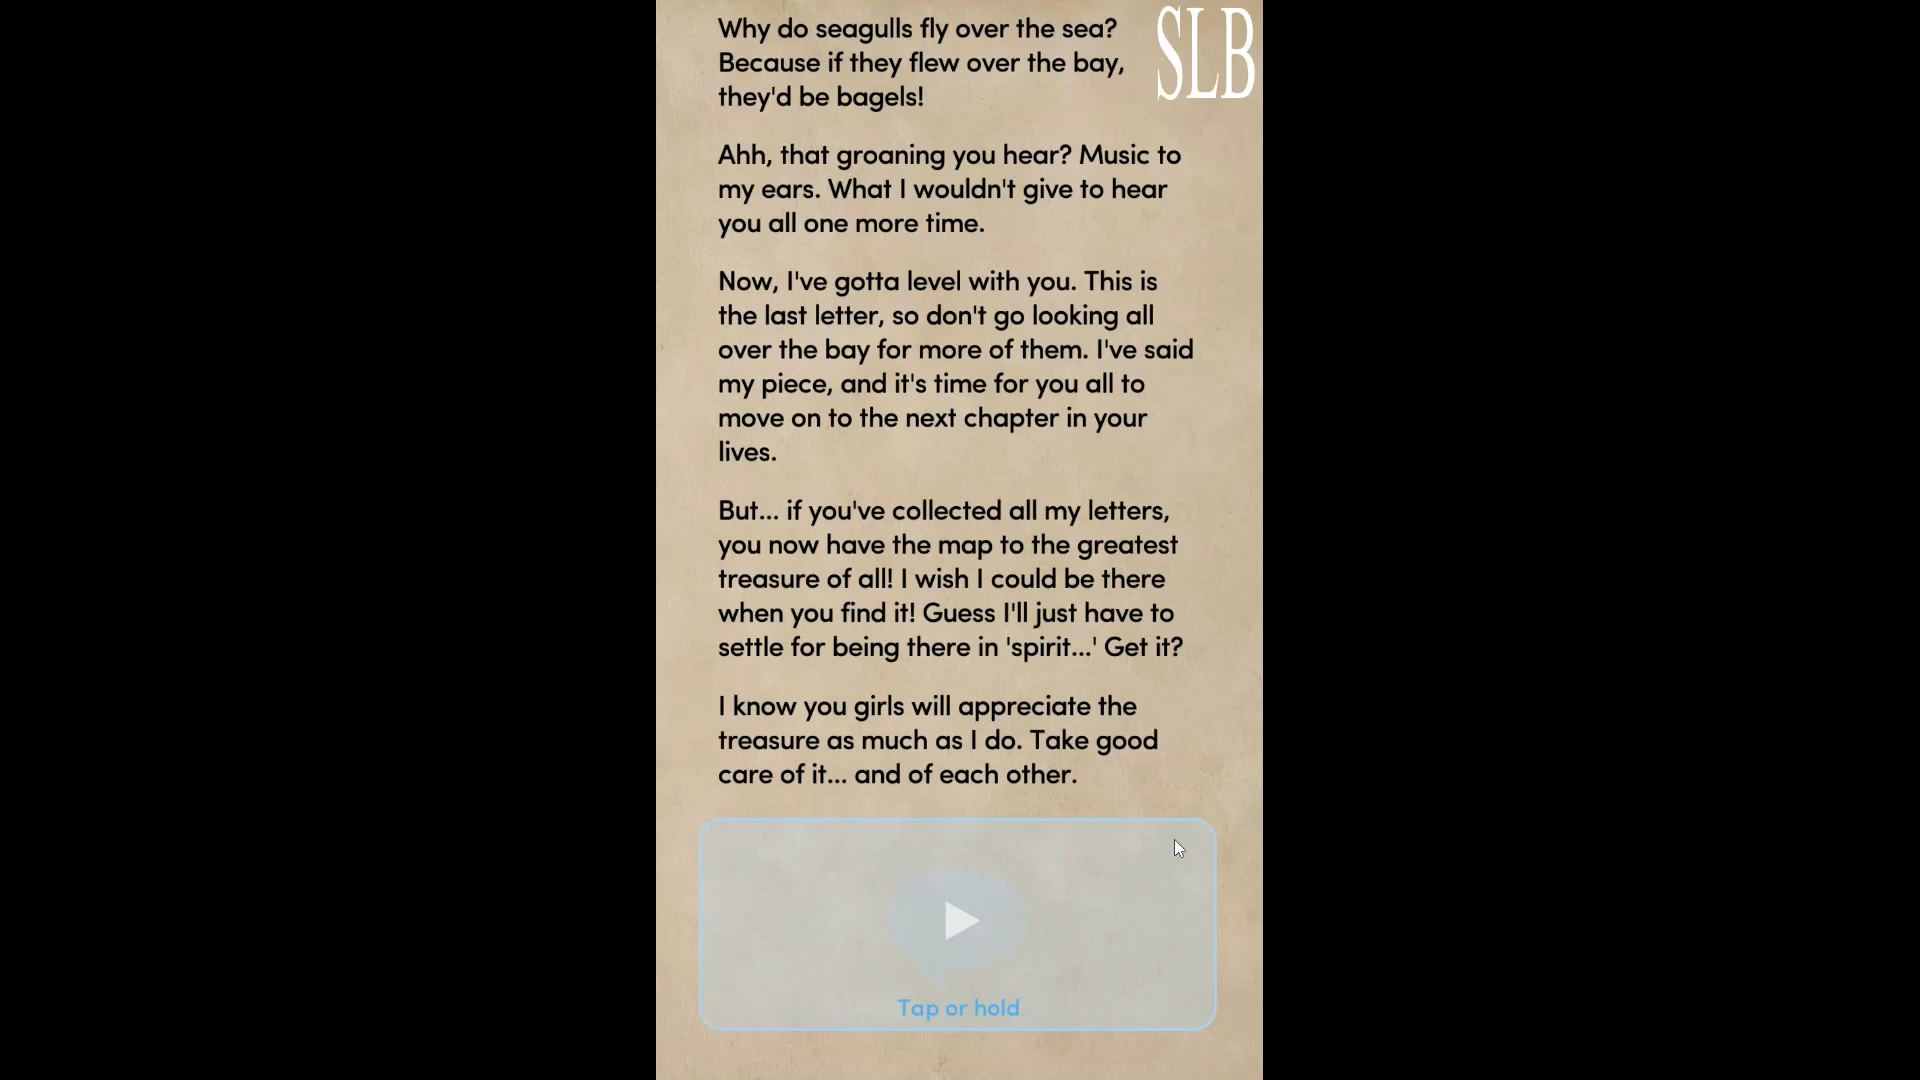 Why do seagulls fly over the sea?
Because if they flew over the bay,
they'd be bagels!
SLB
Ahh, that groaning you hear? Music to
my ears. What I wouldn't give to hear
you all one more time.
Now, I've gotta level with you. This is
the last letter, so don't go looking all
over the bay for more of them. I've said
my piece, and it's time for you all to
move on to the next chapter in your
lives.
But... if you've collected all my letters,
you now have the map to the greatest
treasure of all! I wish I could be there
when you find it! Guess I'll just have to
settle for being there in 'spirit...' Get it?
I know you girls will appreciate the
treasure as much as I do. Take good
care of it... and of each other.
Tap or hold